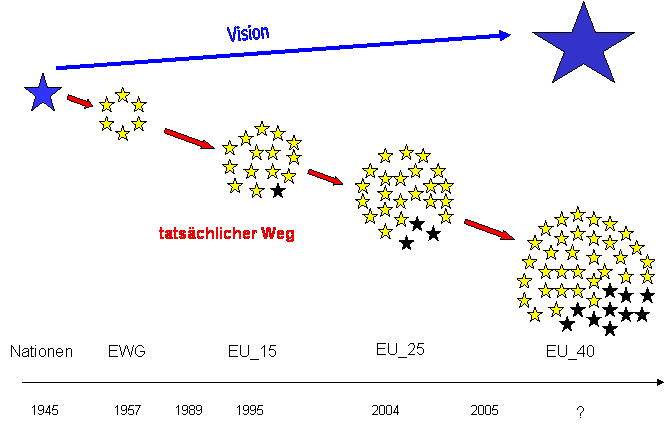 Vision
tatsächlicher Weg
Nationen EWG EU_15 EU_25 EU_40
1945 1957 1989 1995 2004 2005 ?